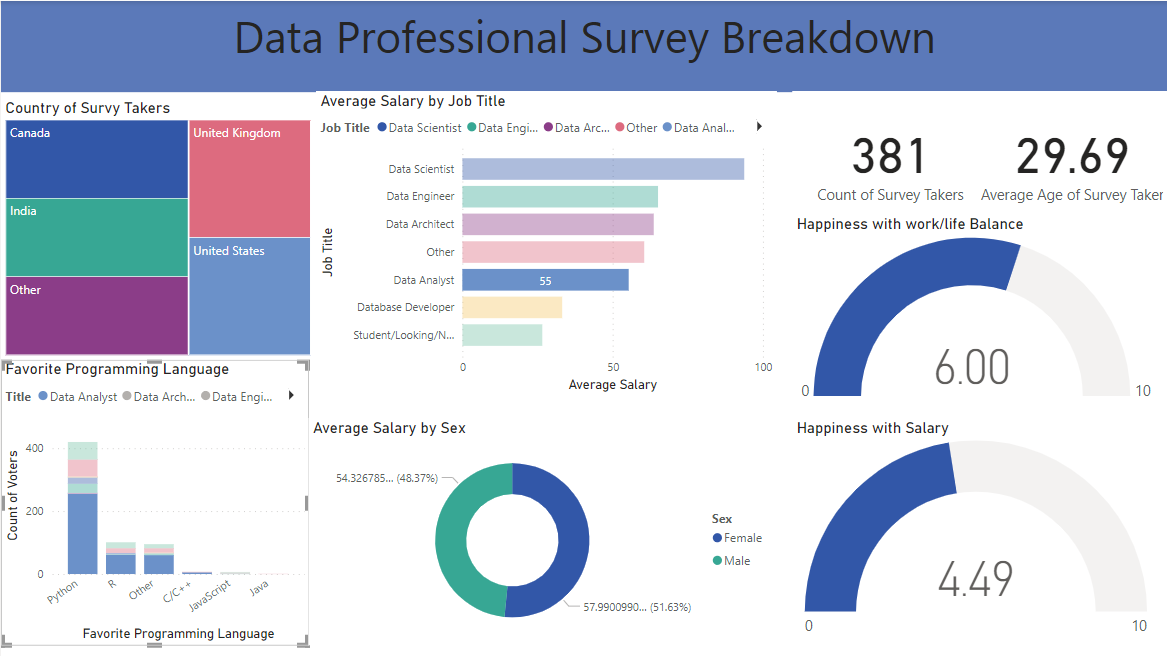 Data Professional Survey Breakdown
Country of Survy Takers
Canada
United Kingdom
India
United States
Other
Average Salary by Job Title
Job Title Data Scientist Data Engi... Data Arc... Other Data Anal...
Job Title
Data Scientist
Data Engineer
Data Architect
Other
Data Analyst
55
Database Developer
Student/Looking/N...
0 50 100
Average Salary
381
Count of Survey Takers
29.69
Average Age of Survey Taker
Happiness with work/life Balance
6.00
0 10
Favorite Programming Language
Title Data Analyst Data Arch... Data Engi...
Count of Voters
400
200
0
Python R Other C/C++ JavaScript Java
Favorite Programming Language
Average Salary by Sex
54.326785... (48.37%)
57.9900990... (51.63%)
Sex
Female
Male
Happiness with Salary
4.49
0 10